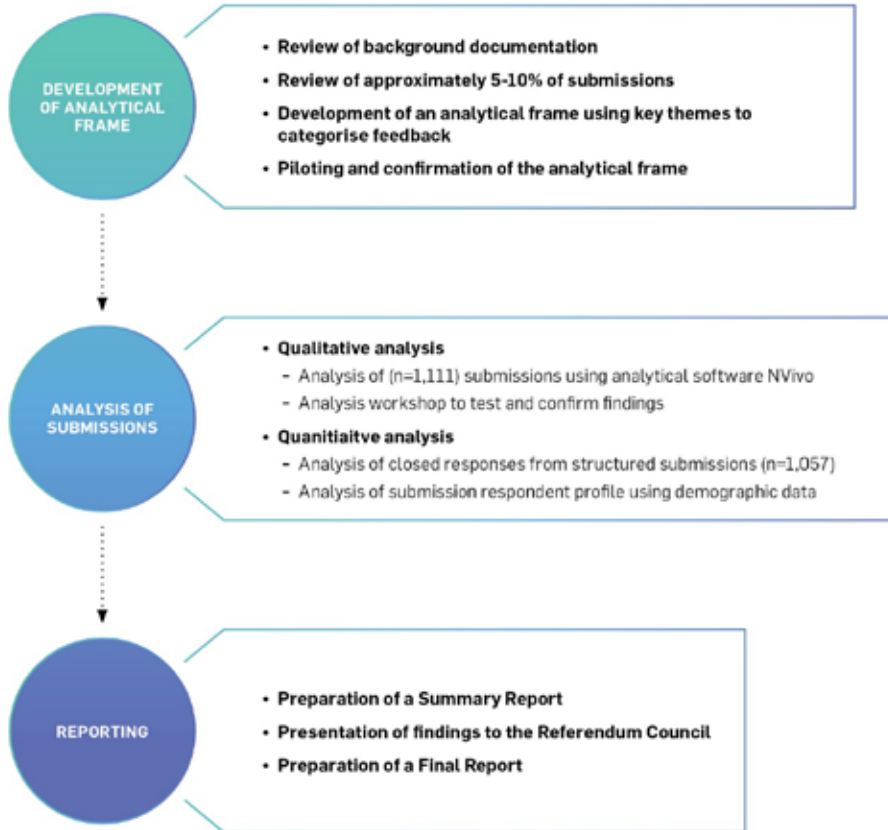 DEVELOPMENT
OF ANALYTICAL
FRAME
• Review of background documentation
• Review of approximately 5-10% of submissions
• Development of an analytical frame using key themes to
categorise feedback
• Piloting and confirmation of the analytical frame
ANALYSIS OF
SUBMISSIONS
• Qualitative analysis
– Analysis of (n=1,111) submissions using analytical software NVivo
– Analysis workshop to test and confirm findings
• Quanitiaitve analysis
– Analysis of closed responses from structured submissions (n=1,057)
– Analysis of submission respondent profile using demographic data
REPORTING
• Preparation of a Summary Report
• Presentation of findings to the Referendum Council
• Preparation of a Final Report